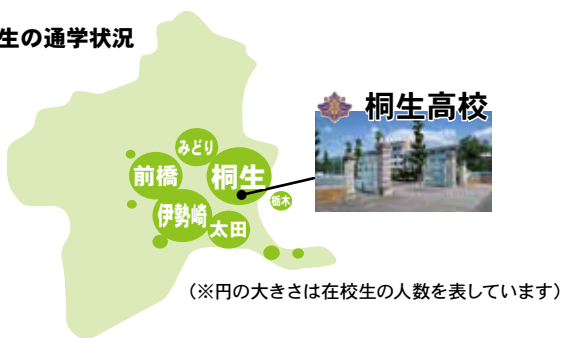 生の通学状況
桐生高校
みどり
前橋
桐生
栃木
伊勢崎
太田
(※円の大きさは在校生の人数を表しています)